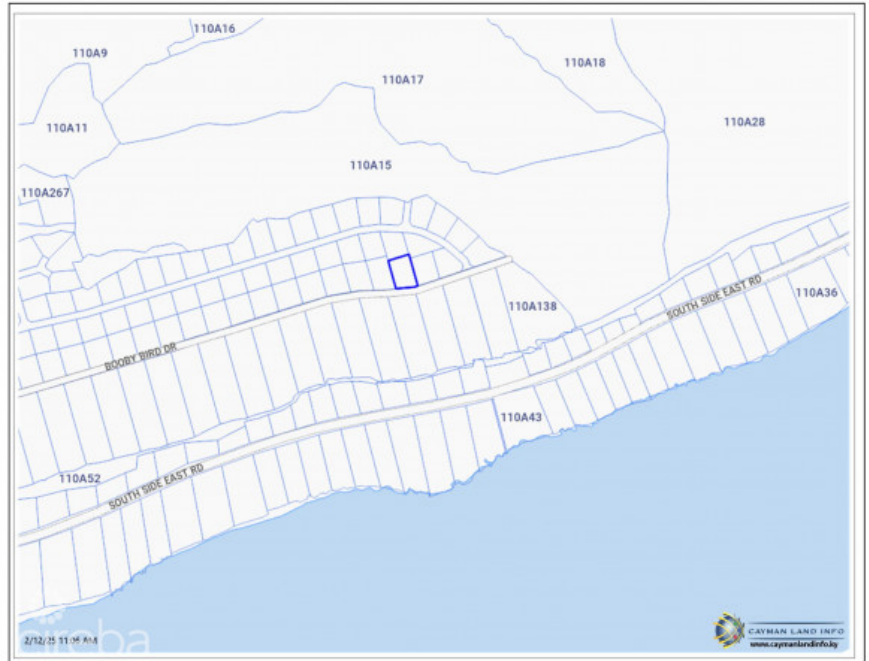 110A16
110A9
110A18
110A17
110A28
110A11
110A15
110A267
SOUTH SIDE EAST RD
110A36
110A138
BOOBY BIRD DR
110A43
110A52
SOUTH SIDE EAST RD
CAYMAN LAND INFO
www.caymanlandinfo.ky